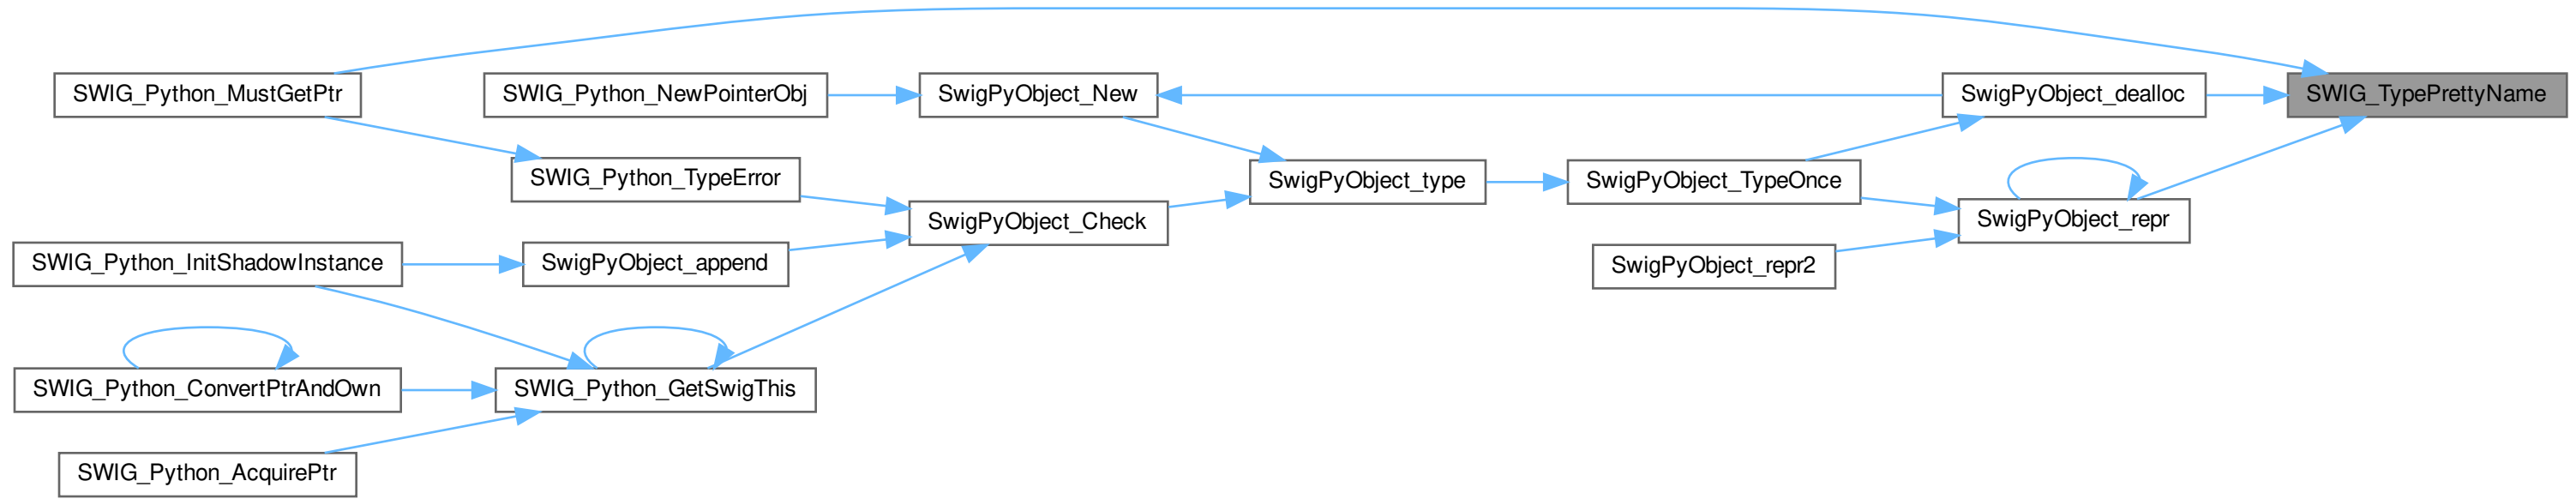 SWIG_Python_MustGetPtr
SWIG_Python_NewPointerObj
SwigPyObject_New
SwigPyObject_dealloc
SWIG_TypePrettyName
SWIG_Python_TypeError
SwigPyObject_type
SwigPyObject_TypeOnce
SwigPyObject_Check
SwigPyObject_repr
SWIG_Python_InitShadowInstance
SwigPyObject_append
SwigPyObject_repr2
SWIG_Python_ConvertPtrAndOwn
SWIG_Python_GetSwigThis
SWIG_Python_AcquirePtr